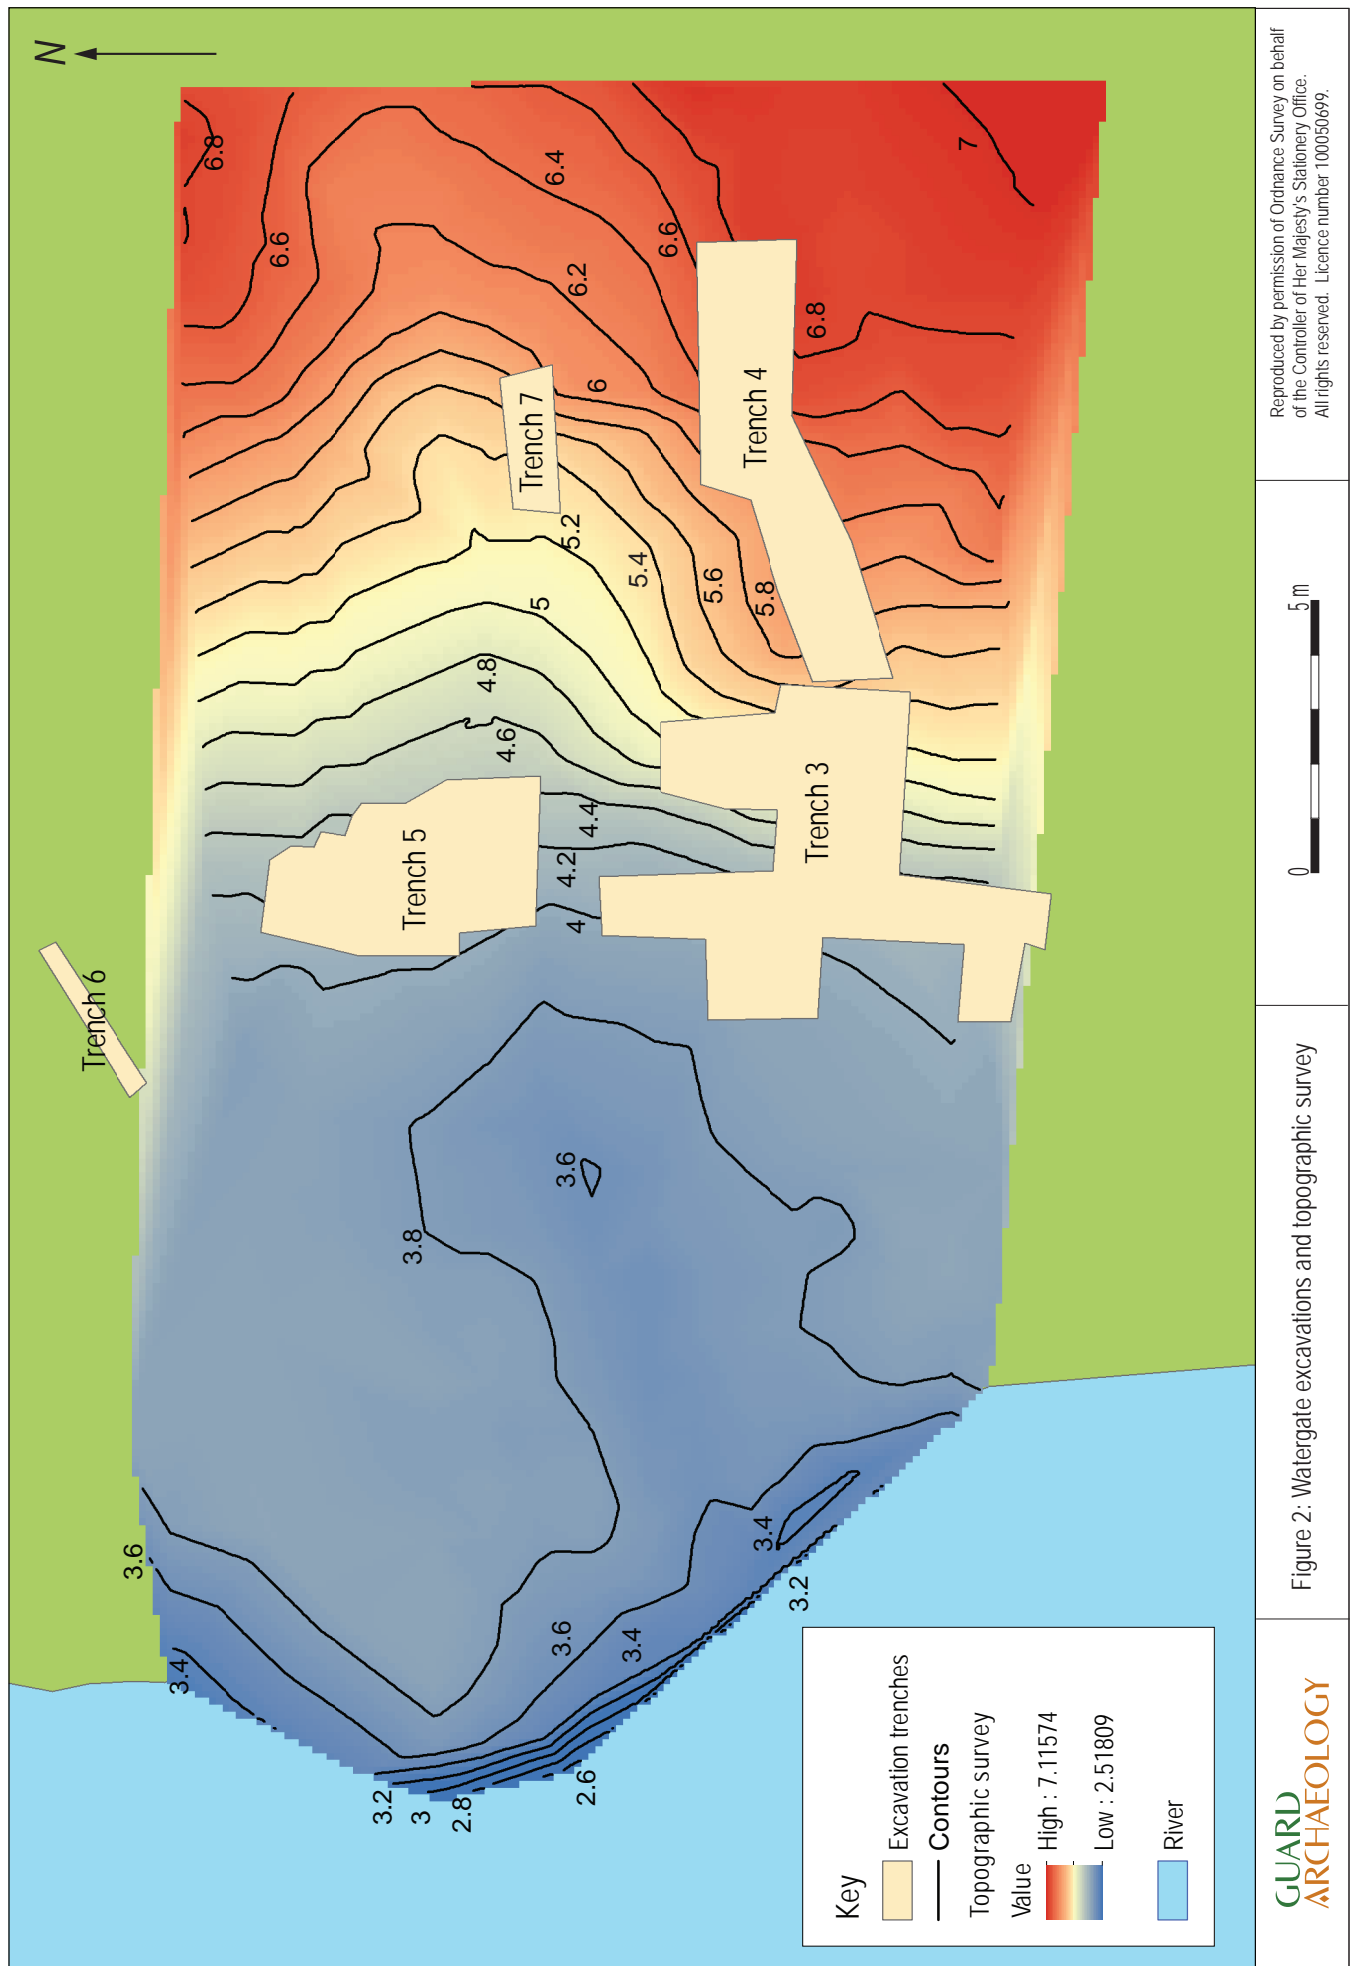 N
6.8
7
6.6
6.4
6.6
6.2
6.8
6
Trench 7
Trench 4
5.2
5.4
5.6
5.8
5
4.8
4.6
4.4
4.2
4
Trench 5
Trench 3
Trench 6
3.6
3.8
3.6
3.4
3.4
3.2
3.6
3.4
3.2
3
2.8
2.6
Key
Excavation trenches
Contours
Topographic survey
Value
High : 7.11574
Low : 2.51809
River
GUARD
ARCHAEOLOGY
Figure 2: Watergate excavations and topographic survey
0
5 m
Reproduced by permission of Ordnance Survey on behalf
of the Controller of Her Majesty's Stationery Office.
All rights reserved. Licence number 100050699.